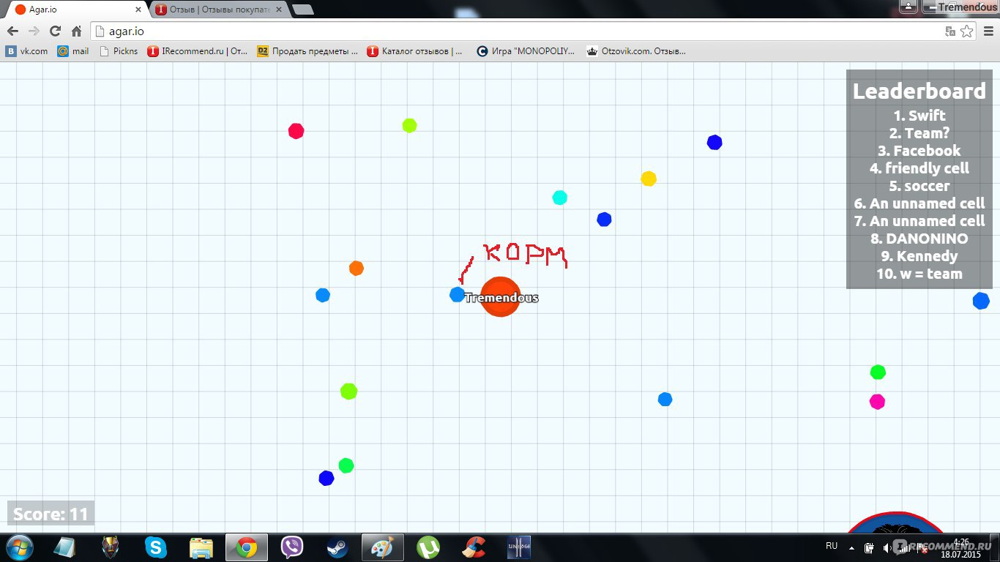 Agar.io
Отзыв | Отзывы покупате
Tremendous
agar.io
vk.com
mail
Pickns
IRecommend.ru | От...
Продать предметы ...
Каталог отзывов | ...
Игра "MONOPOLIY...
Otzovik.com. Отзыв...
Leaderboard
1. Swift
2. Team?
3. Facebook
4. friendly cell
5. soccer
6. An unnamed cell
7. An unnamed cell
8. DANONINO
9. Kennedy
10. w = team
КОРМ
Tremendous
Score: 11
RU
4:26
18.07.2015
IRECOMMEND.RU